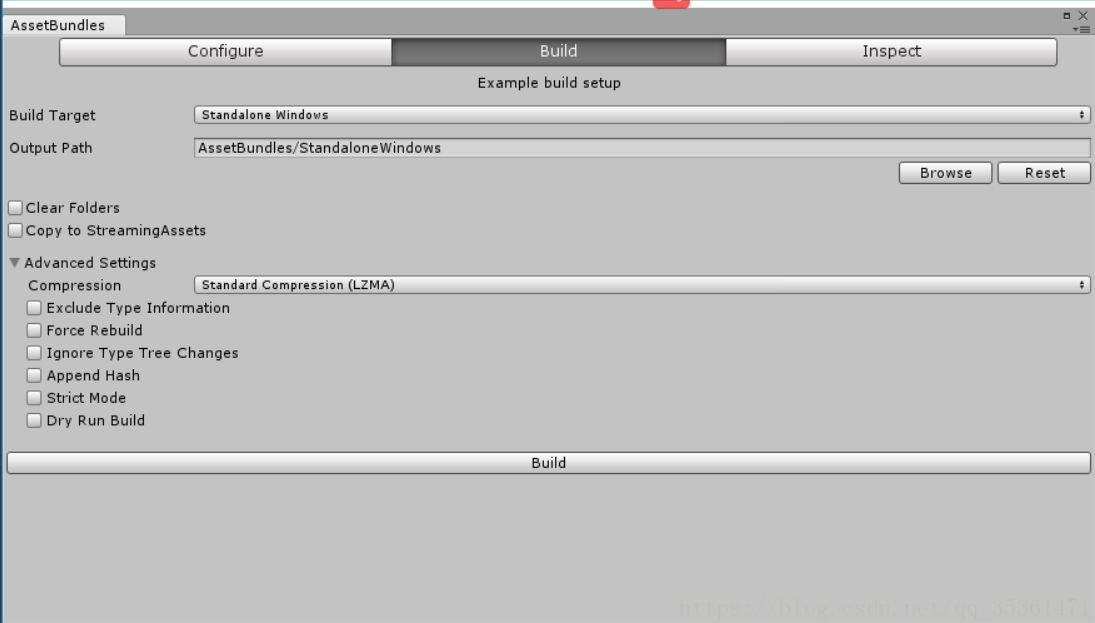 AssetBundles
Configure Build Inspect
Example build setup
Build Target Standalone Windows
Output Path AssetBundles/StandaloneWindows
Browse Reset
Clear Folders
Copy to StreamingAssets
Advanced Settings
Compression Standard Compression (LZMA)
Exclude Type Information
Force Rebuild
Ignore Type Tree Changes
Append Hash
Strict Mode
Dry Run Build
Build
https://blog.csdn.net/qq_35361471